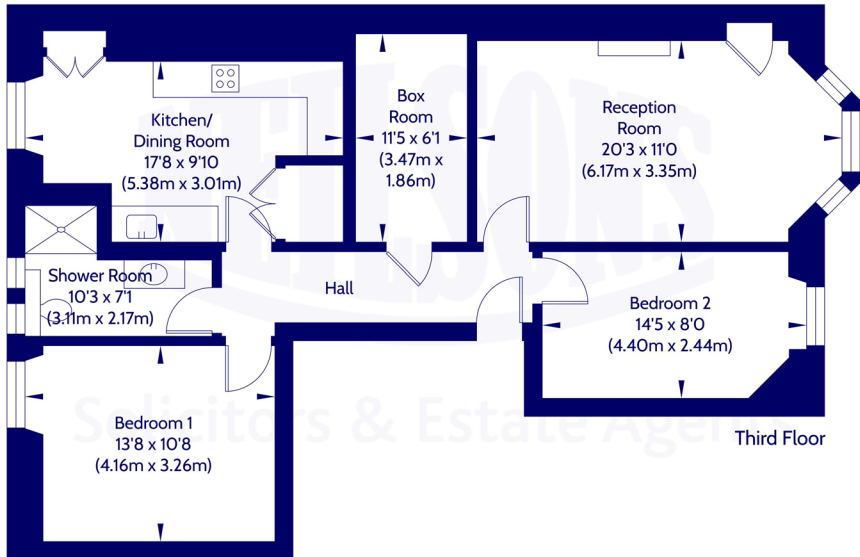 Kitchen/
Dining Room
17'8 x 9'10
(5.38m x 3.01m)
Box
Room
11'5 x 6'1
(3.47m x
1.86m)
Reception
Room
20'3 x 11'0
(6.17m x 3.35m)
Shower Room
10'3 x 7'1
(3.11m x 2.17m)
Hall
Bedroom 2
14'5 x 8'0
(4.40m x 2.44m)
Bedroom 1
13'8 x 10'8
(4.16m x 3.26m)
Third Floor
NEILSONS
Solicitors & Estate Agents